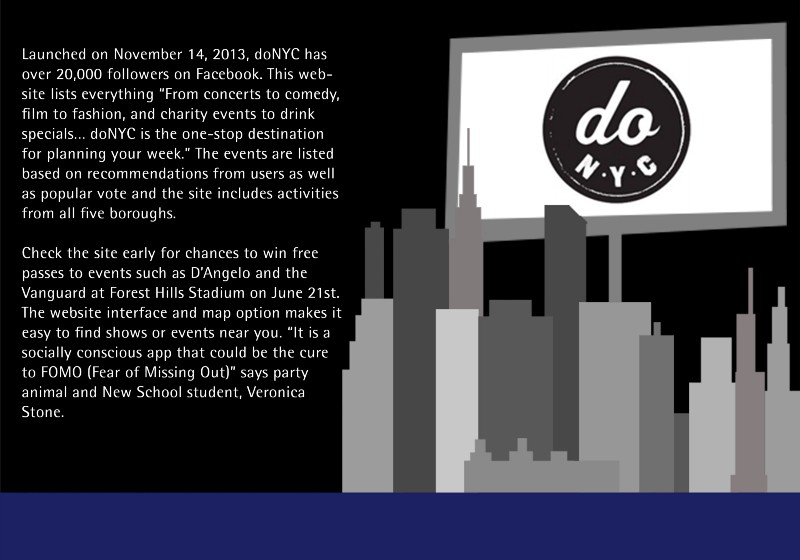 Launched on November 14, 2013, doNYC has
over 20,000 followers on Facebook. This web-
site lists everything “From concerts to comedy,
film to fashion, and charity events to drink
specials... doNYC is the one-stop destination
for planning your week.” The events are listed
based on recommendations from users as well
as popular vote and the site includes activities
from all five boroughs.
Check the site early for chances to win free
passes to events such as D’Angelo and the
Vanguard at Forest Hills Stadium on June 21st.
The website interface and map option makes it
easy to find shows or events near you. “It is a
socially conscious app that could be the cure
to FOMO (Fear of Missing Out)” says party
animal and New School student, Veronica
Stone.
do
N·Y·C